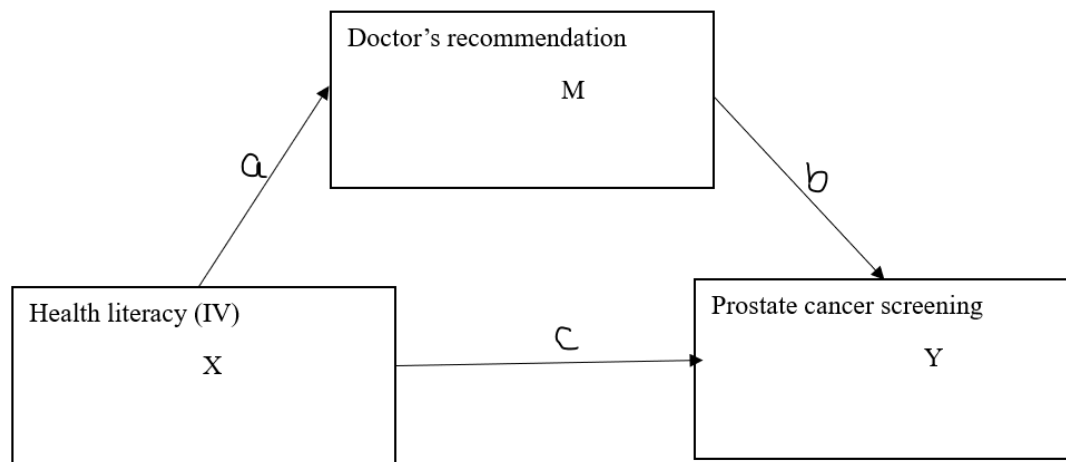 Doctor’s recommendation
M
a
b
Health literacy (IV)
X
c
Prostate cancer screening
Y